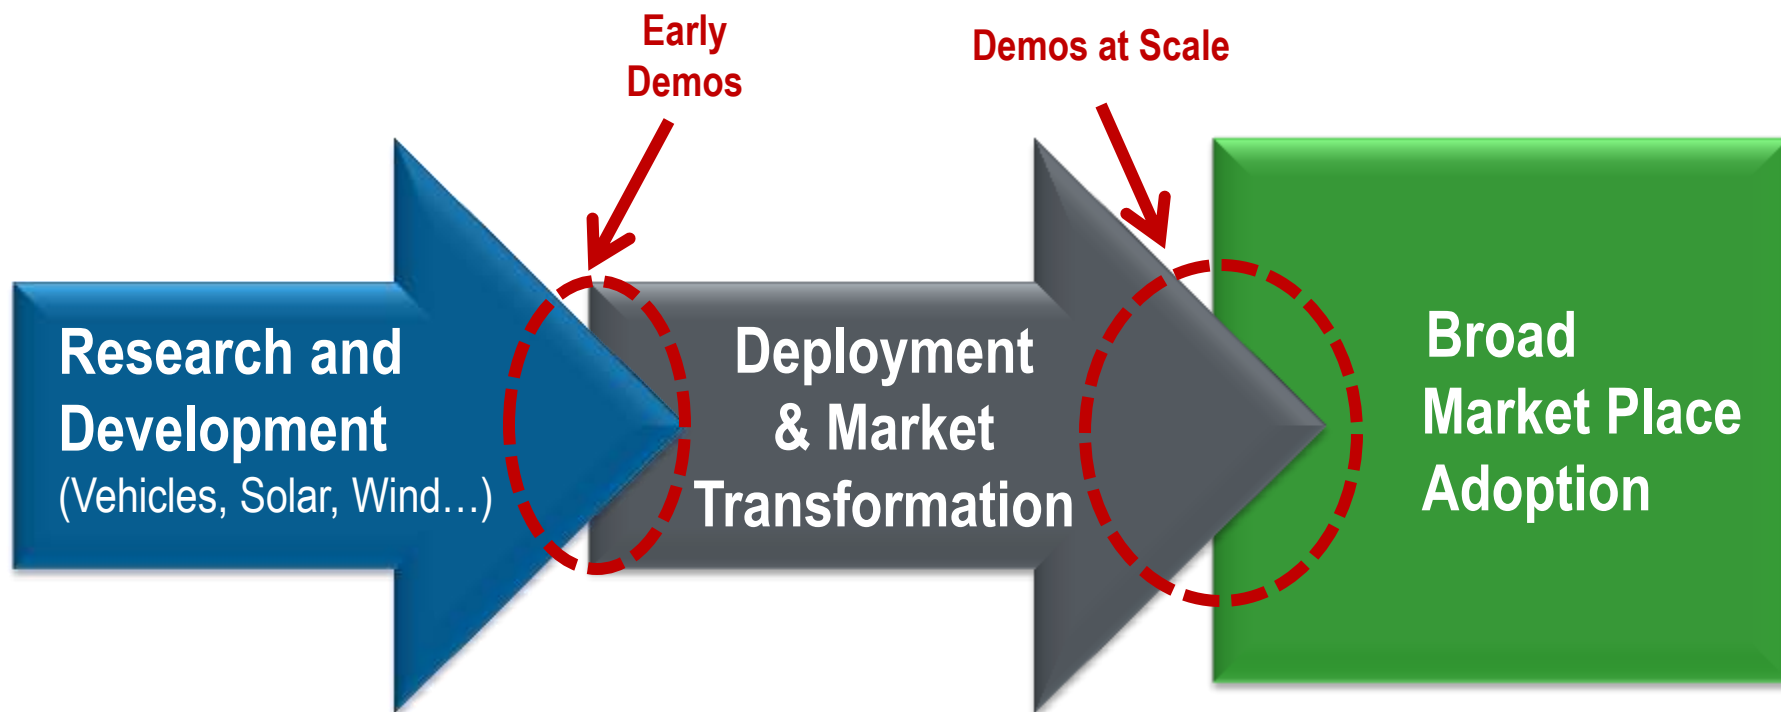 Early
Demos
Demos at Scale
Research and
Development
(Vehicles, Solar, Wind…)
Deployment
& Market
Transformation
Broad
Market Place
Adoption